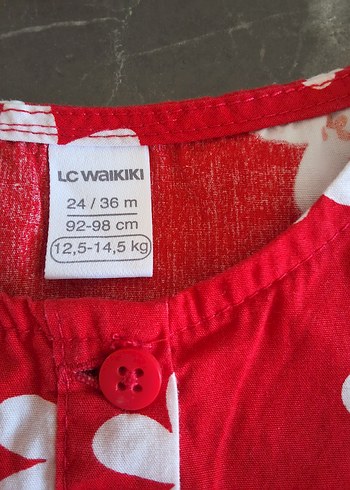 LC WAIKIKI
24 / 36 m
92-98 cm
12,5-14,5 kg